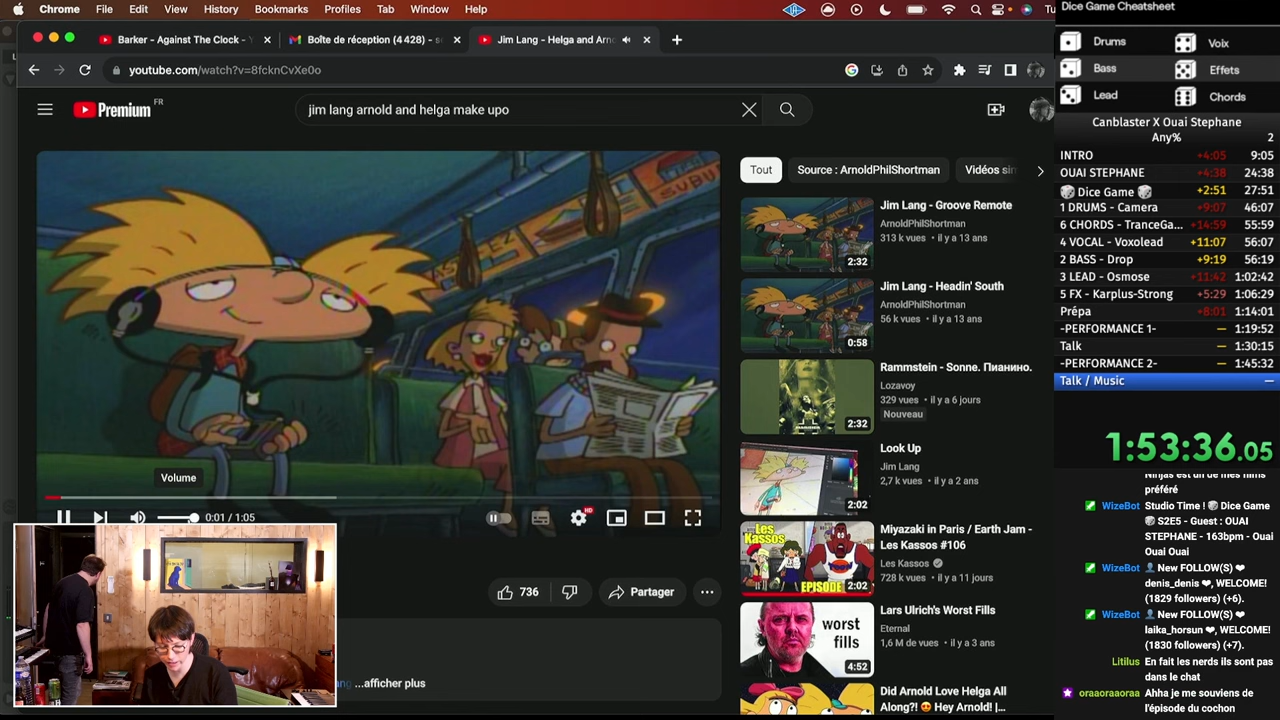 Chrome File Edit View History Bookmarks Profiles Tab Window Help
Barker - Against The Clock -
Boîte de réception (4 428) - s
Jim Lang - Helga and Arno
youtube.com/watch?v=8fcknCvXe0o
Premium FR
jim lang arnold and helga make upo
SUBU
Volume
0:01 / 1:05
HD
736
Partager
...afficher plus
Tout
Source : ArnoldPhilShortman
Vidéos sim
Jim Lang - Groove Remote
ArnoldPhilShortman
313 k vues • il y a 13 ans
2:32
Jim Lang - Headin' South
ArnoldPhilShortman
56 k vues • il y a 13 ans
0:58
Rammstein - Sonne. Пианино.
Lozavoy
329 vues • il y a 6 jours
Nouveau
2:32
Look Up
Jim Lang
2,7 k vues • il y a 2 ans
2:02
Miyazaki in Paris / Earth Jam -
Les Kassos #106
Les Kassos
728 k vues • il y a 11 jours
Les
KASSOS
EPISODE
2:02
Lars Ulrich's Worst Fills
Eternal
1,6 M de vues • il y a 3 ans
worst
fills
4:52
Did Arnold Love Helga All
Along?! 😍 Hey Arnold! |...
Dice Game Cheatsheet
Drums
Voix
Bass
Effets
Lead
Chords
Canblaster X Ouai Stephane
Any% 2
INTRO +4:05 9:05
OUAI STEPHANE +4:38 24:38
🎲 Dice Game 🎲 +2:51 27:51
1 DRUMS - Camera +9:07 46:07
6 CHORDS - TranceGa... +14:59 55:59
4 VOCAL - Voxolead +11:07 56:07
2 BASS - Drop +9:19 56:19
3 LEAD - Osmose +11:42 1:02:42
5 FX - Karplus-Strong +5:29 1:06:29
Prépa +8:01 1:14:01
-PERFORMANCE 1- — 1:19:52
Talk — 1:30:15
-PERFORMANCE 2- — 1:45:32
Talk / Music —
1:53:36.05
Ninjas est un de mes films
préféré
WizeBot Studio Time ! 🎲 Dice Game
🎲 S2E5 - Guest : OUAI
STEPHANE - 163bpm - Ouai
Ouai Ouai
WizeBot 👤 New FOLLOW(S) ❤
denis_denis ❤, WELCOME!
(1829 followers) (+6).
WizeBot 👤 New FOLLOW(S) ❤
laika_horsun ❤, WELCOME!
(1830 followers) (+7).
Litilus En fait les nerds ils sont pas
dans le chat
oraaoraaoraa Ahha je me souviens de
l'épisode du cochon